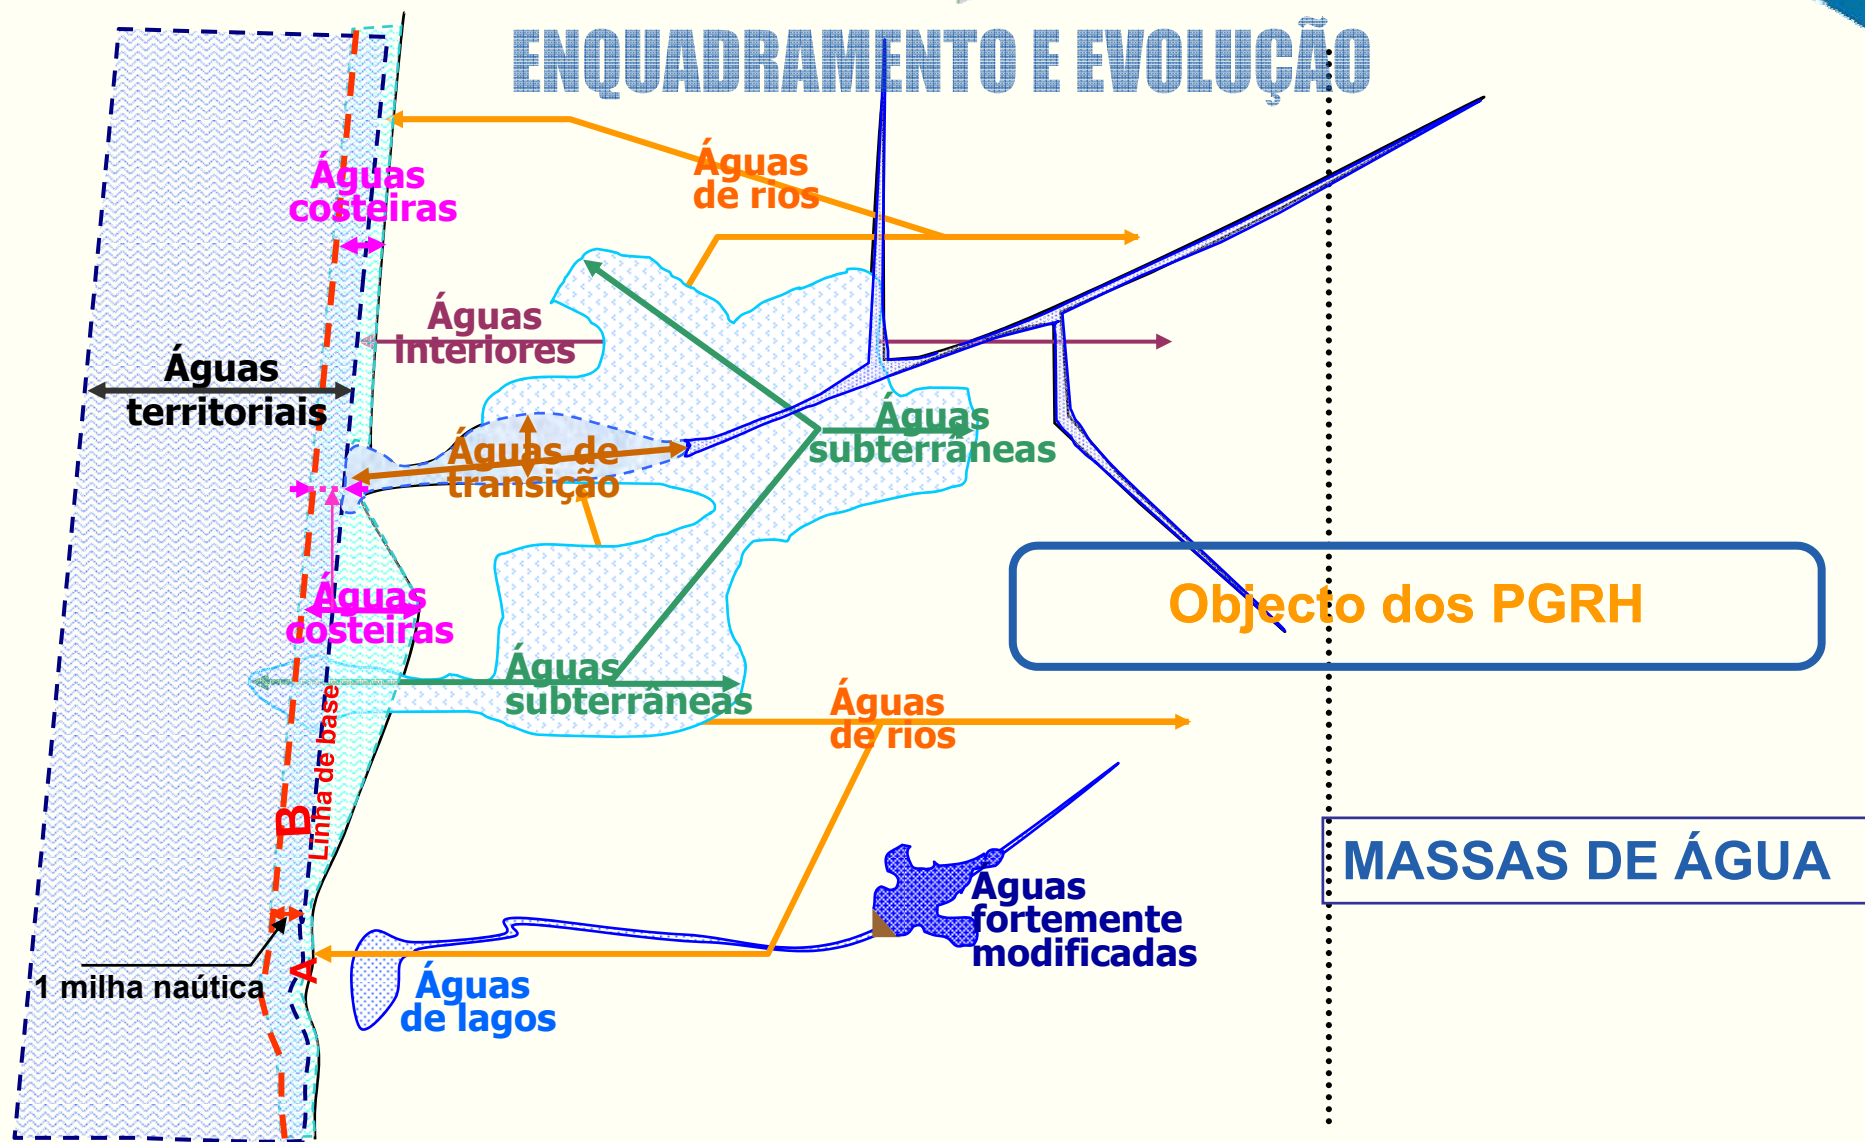 ENQUADRAMENTO E EVOLUÇÃO
Águas
de rios
Águas
costeiras
Águas
interiores
Águas
territoriais
Águas
subterrâneas
Águas de
transição
Objecto dos PGRH
Águas
costeiras
Águas
subterrâneas
Águas
de rios
Linha de base
B
MASSAS DE ÁGUA
Aguas
fortemente
modificadas
A
1 milha naútica
Águas
de lagos